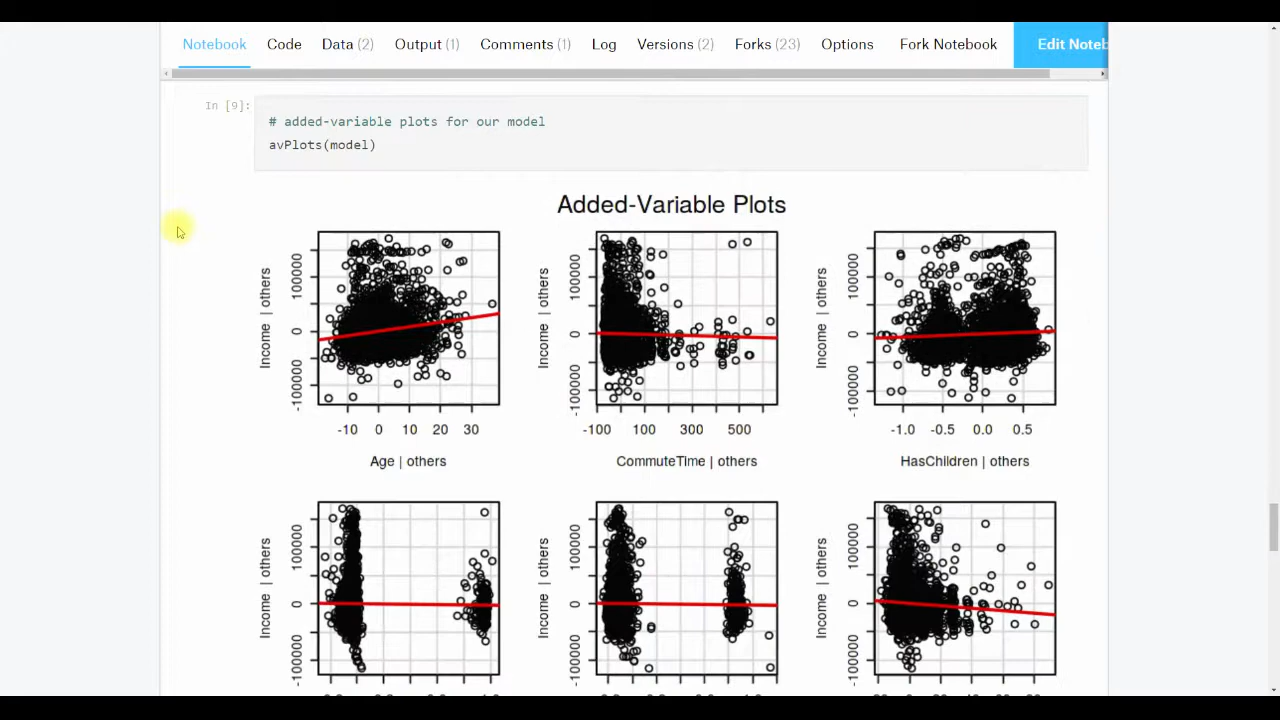 Notebook Code Data (2) Output (1) Comments (1) Log Versions (2) Forks (23) Options Fork Notebook Edit Noteb
In [9]:
# added-variable plots for our model
avPlots(model)
Added-Variable Plots
Income | others
-100000 0 100000
-10 0 10 20 30
Age | others
Income | others
-100000 0 100000
-100 100 300 500
CommuteTime | others
Income | others
-100000 0 100000
-1.0 -0.5 0.0 0.5
HasChildren | others
Income | others
-100000 0 100000
Income | others
-100000 0 100000
Income | others
-100000 0 100000